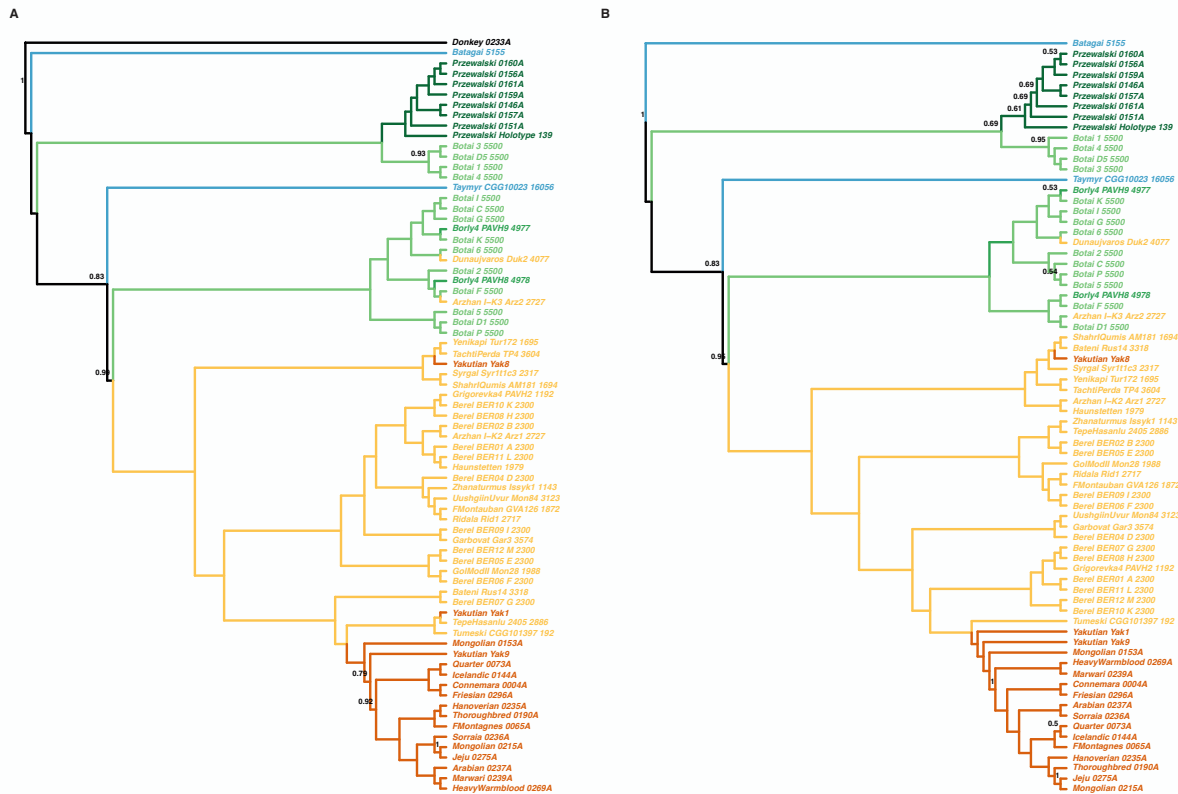 A
Donkey 0233A
Batagai 5155
1
Przewalski 0160A
Przewalski 0156A
Przewalski 0161A
Przewalski 0159A
Przewalski 0146A
Przewalski 0157A
Przewalski 0151A
Przewalski Holotype 139
Botai 3 5500
0.93
Botai D5 5500
Botai 1 5500
Botai 4 5500
Taymyr CGG10023 16056
Botai I 5500
Botai C 5500
Botai G 5500
Borly4 PAVH9 4977
Botai K 5500
Botai 6 5500
Dunaujvaros Duk2 4077
0.83
Botai 2 5500
Borly4 PAVH8 4978
Botai F 5500
Arzhan I-K3 Arz2 2727
Botai 5 5500
Botai D1 5500
Botai P 5500
Yenikapi Tur172 1695
TachtiPerda TP4 3604
Yakutian Yak8
Syrgal Syr1t1c3 2317
ShahrIQumis AM181 1694
Grigorevka4 PAVH2 1192
Berel BER10 K 2300
Berel BER08 H 2300
Berel BER02 B 2300
Arzhan I-K2 Arz1 2727
Berel BER01 A 2300
Berel BER11 L 2300
Haunstetten 1979
Berel BER04 D 2300
Zhanaturmus Issyk1 1143
UushgiinUvur Mon84 3123
FMontauban GVA126 1872
Ridala Rid1 2717
Berel BER09 I 2300
Garbovat Gar3 3574
Berel BER12 M 2300
Berel BER05 E 2300
GolModII Mon28 1988
Berel BER06 F 2300
Bateni Rus14 3318
Berel BER07 G 2300
Yakutian Yak1
TepeHasanlu 2405 2886
Tumeski CGG101397 192
Mongolian 0153A
Yakutian Yak9
0.79
Quarter 0073A
Icelandic 0144A
Connemara 0004A
Friesian 0296A
0.92
Hanoverian 0235A
Thoroughbred 0190A
FMontagnes 0065A
Sorraia 0236A
1
Mongolian 0215A
Jeju 0275A
Arabian 0237A
Marwari 0239A
HeavyWarmblood 0269A
B
Batagai 5155
0.53
Przewalski 0160A
Przewalski 0156A
Przewalski 0159A
0.69
Przewalski 0146A
0.69
Przewalski 0157A
0.61
Przewalski 0161A
1
Przewalski 0151A
0.69
Przewalski Holotype 139
Botai 1 5500
0.95
Botai 4 5500
Botai D5 5500
Botai 3 5500
Taymyr CGG10023 16056
0.53
Borly4 PAVH9 4977
Botai K 5500
Botai I 5500
Botai G 5500
Botai 6 5500
Dunaujvaros Duk2 4077
Botai 2 5500
0.83
Botai C 5500
0.54
Botai P 5500
Botai 5 5500
Borly4 PAVH8 4978
Botai F 5500
Arzhan I-K3 Arz2 2727
Botai D1 5500
ShahrIQumis AM181 1694
Bateni Rus14 3318
Yakutian Yak8
Syrgal Syr1t1c3 2317
Yenikapi Tur172 1695
TachtiPerda TP4 3604
Arzhan I-K2 Arz1 2727
Haunstetten 1979
Zhanaturmus Issyk1 1143
TepeHasanlu 2405 2886
Berel BER02 B 2300
Berel BER05 E 2300
GolModII Mon28 1988
Ridala Rid1 2717
FMontauban GVA126 1872
Berel BER09 I 2300
Berel BER06 F 2300
UushgiinUvur Mon84
Garbovat Gar3 3574
Berel BER04 D 2300
Berel BER07 G 2300
Berel BER08 H 2300
Grigorevka4 PAVH2 1192
Berel BER01 A 2300
Berel BER11 L 2300
Berel BER12 M 2300
Berel BER10 K 2300
Tumeski CGG101397 192
Yakutian Yak1
Yakutian Yak9
Mongolian 0153A
HeavyWarmblood 0269A
Marwari 0239A
1
Connemara 0004A
Friesian 0296A
Arabian 0237A
Sorraia 0236A
0.5
Quarter 0073A
Icelandic 0144A
FMontagnes 0065A
Hanoverian 0235A
Thoroughbred 0190A
1
Jeju 0275A
Mongolian 0215A